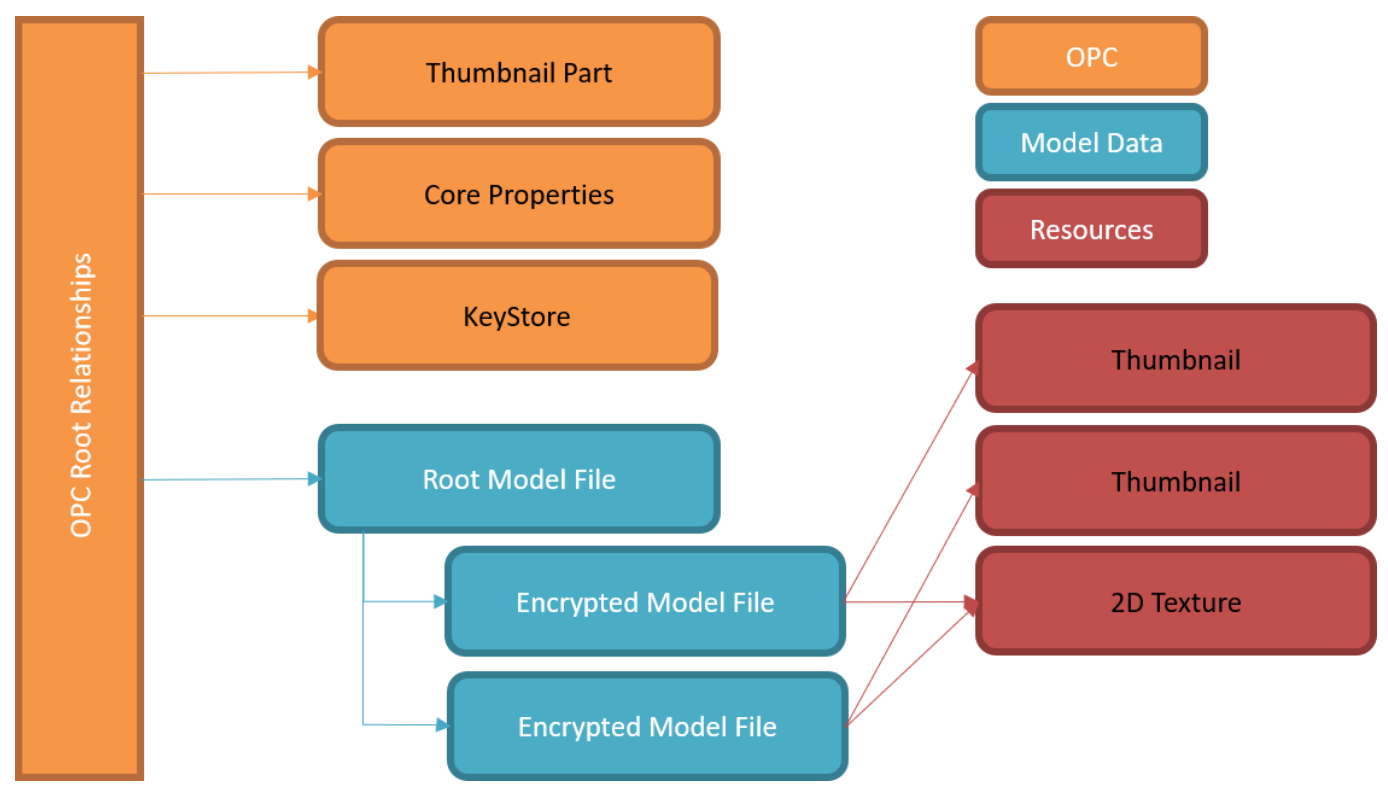 OPC Root Relationships
Thumbnail Part
Core Properties
KeyStore
Root Model File
Encrypted Model File
Encrypted Model File
OPC
Model Data
Resources
Thumbnail
Thumbnail
2D Texture